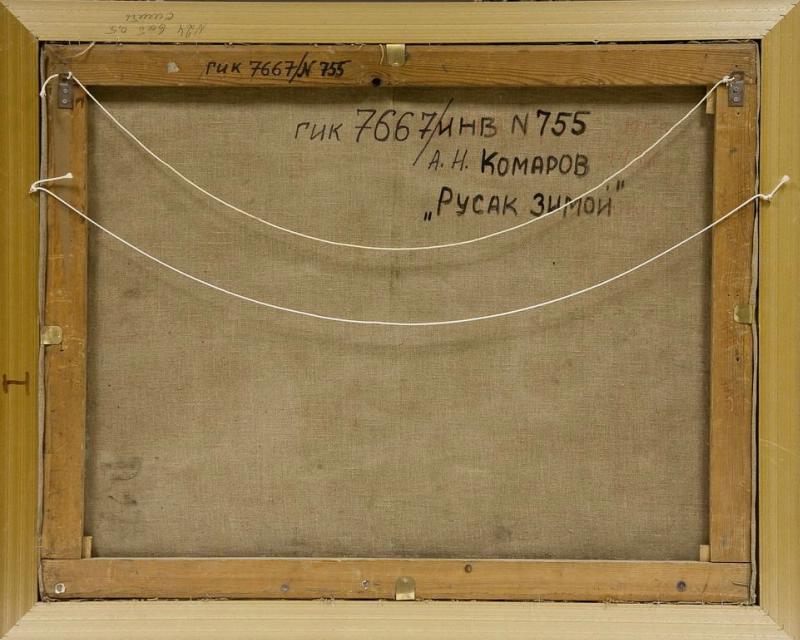 гик 7667/N 755
гик 7667/инв N 755
А. Н. Комаров
„Русак зимой"